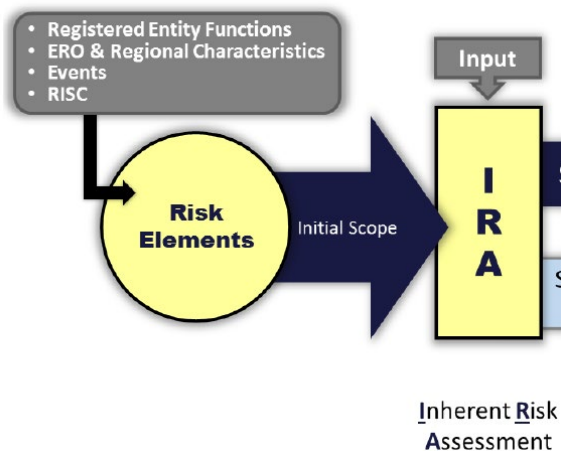 • Registered Entity Functions
• ERO & Regional Characteristics
• Events
• RISC
Input
Risk
Elements
Initial Scope
I
R
A
S
S
Inherent Risk
Assessment